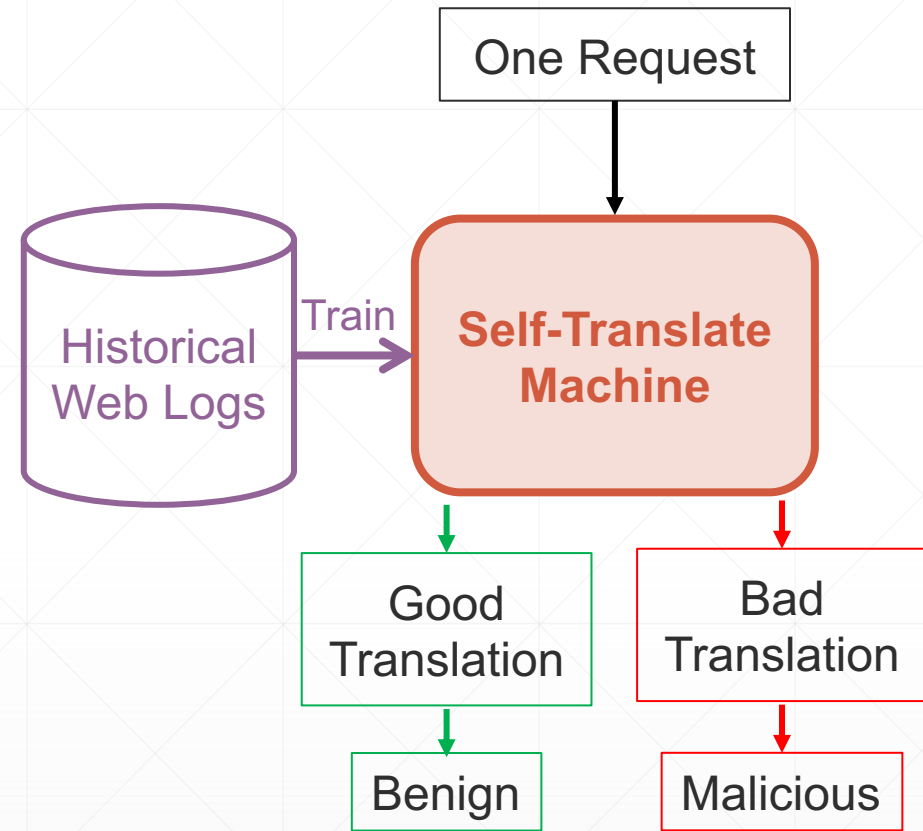 One Request
Train
Historical
Web Logs
Self-Translate
Machine
Good
Translation
Bad
Translation
Benign
Malicious